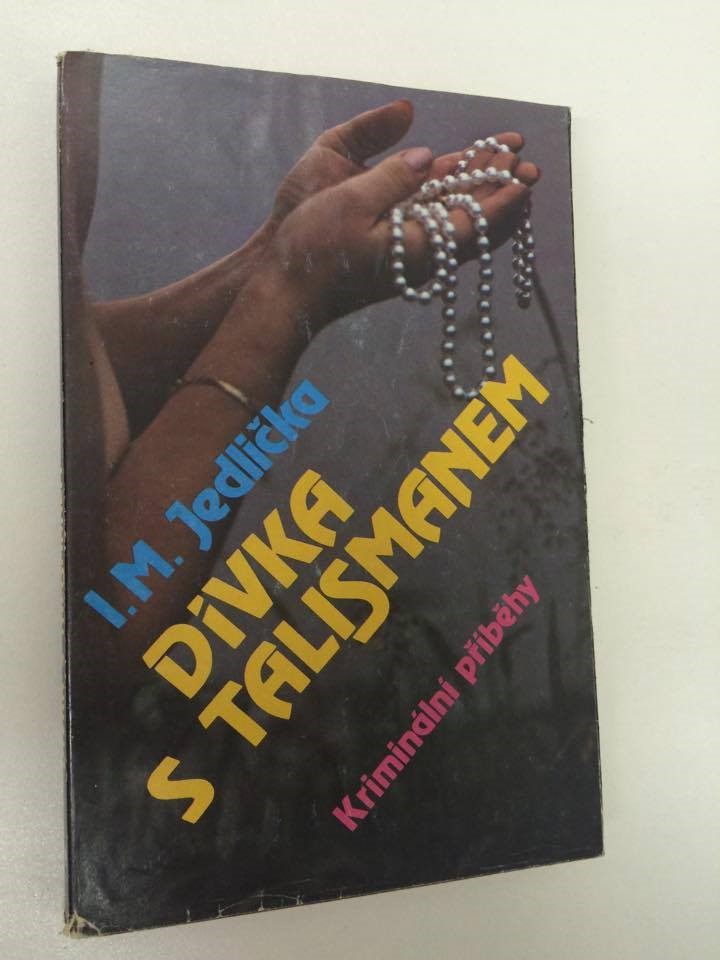 I. M. Jedlička
DÍVKA
S TALISMANEM
Kriminální příběhy